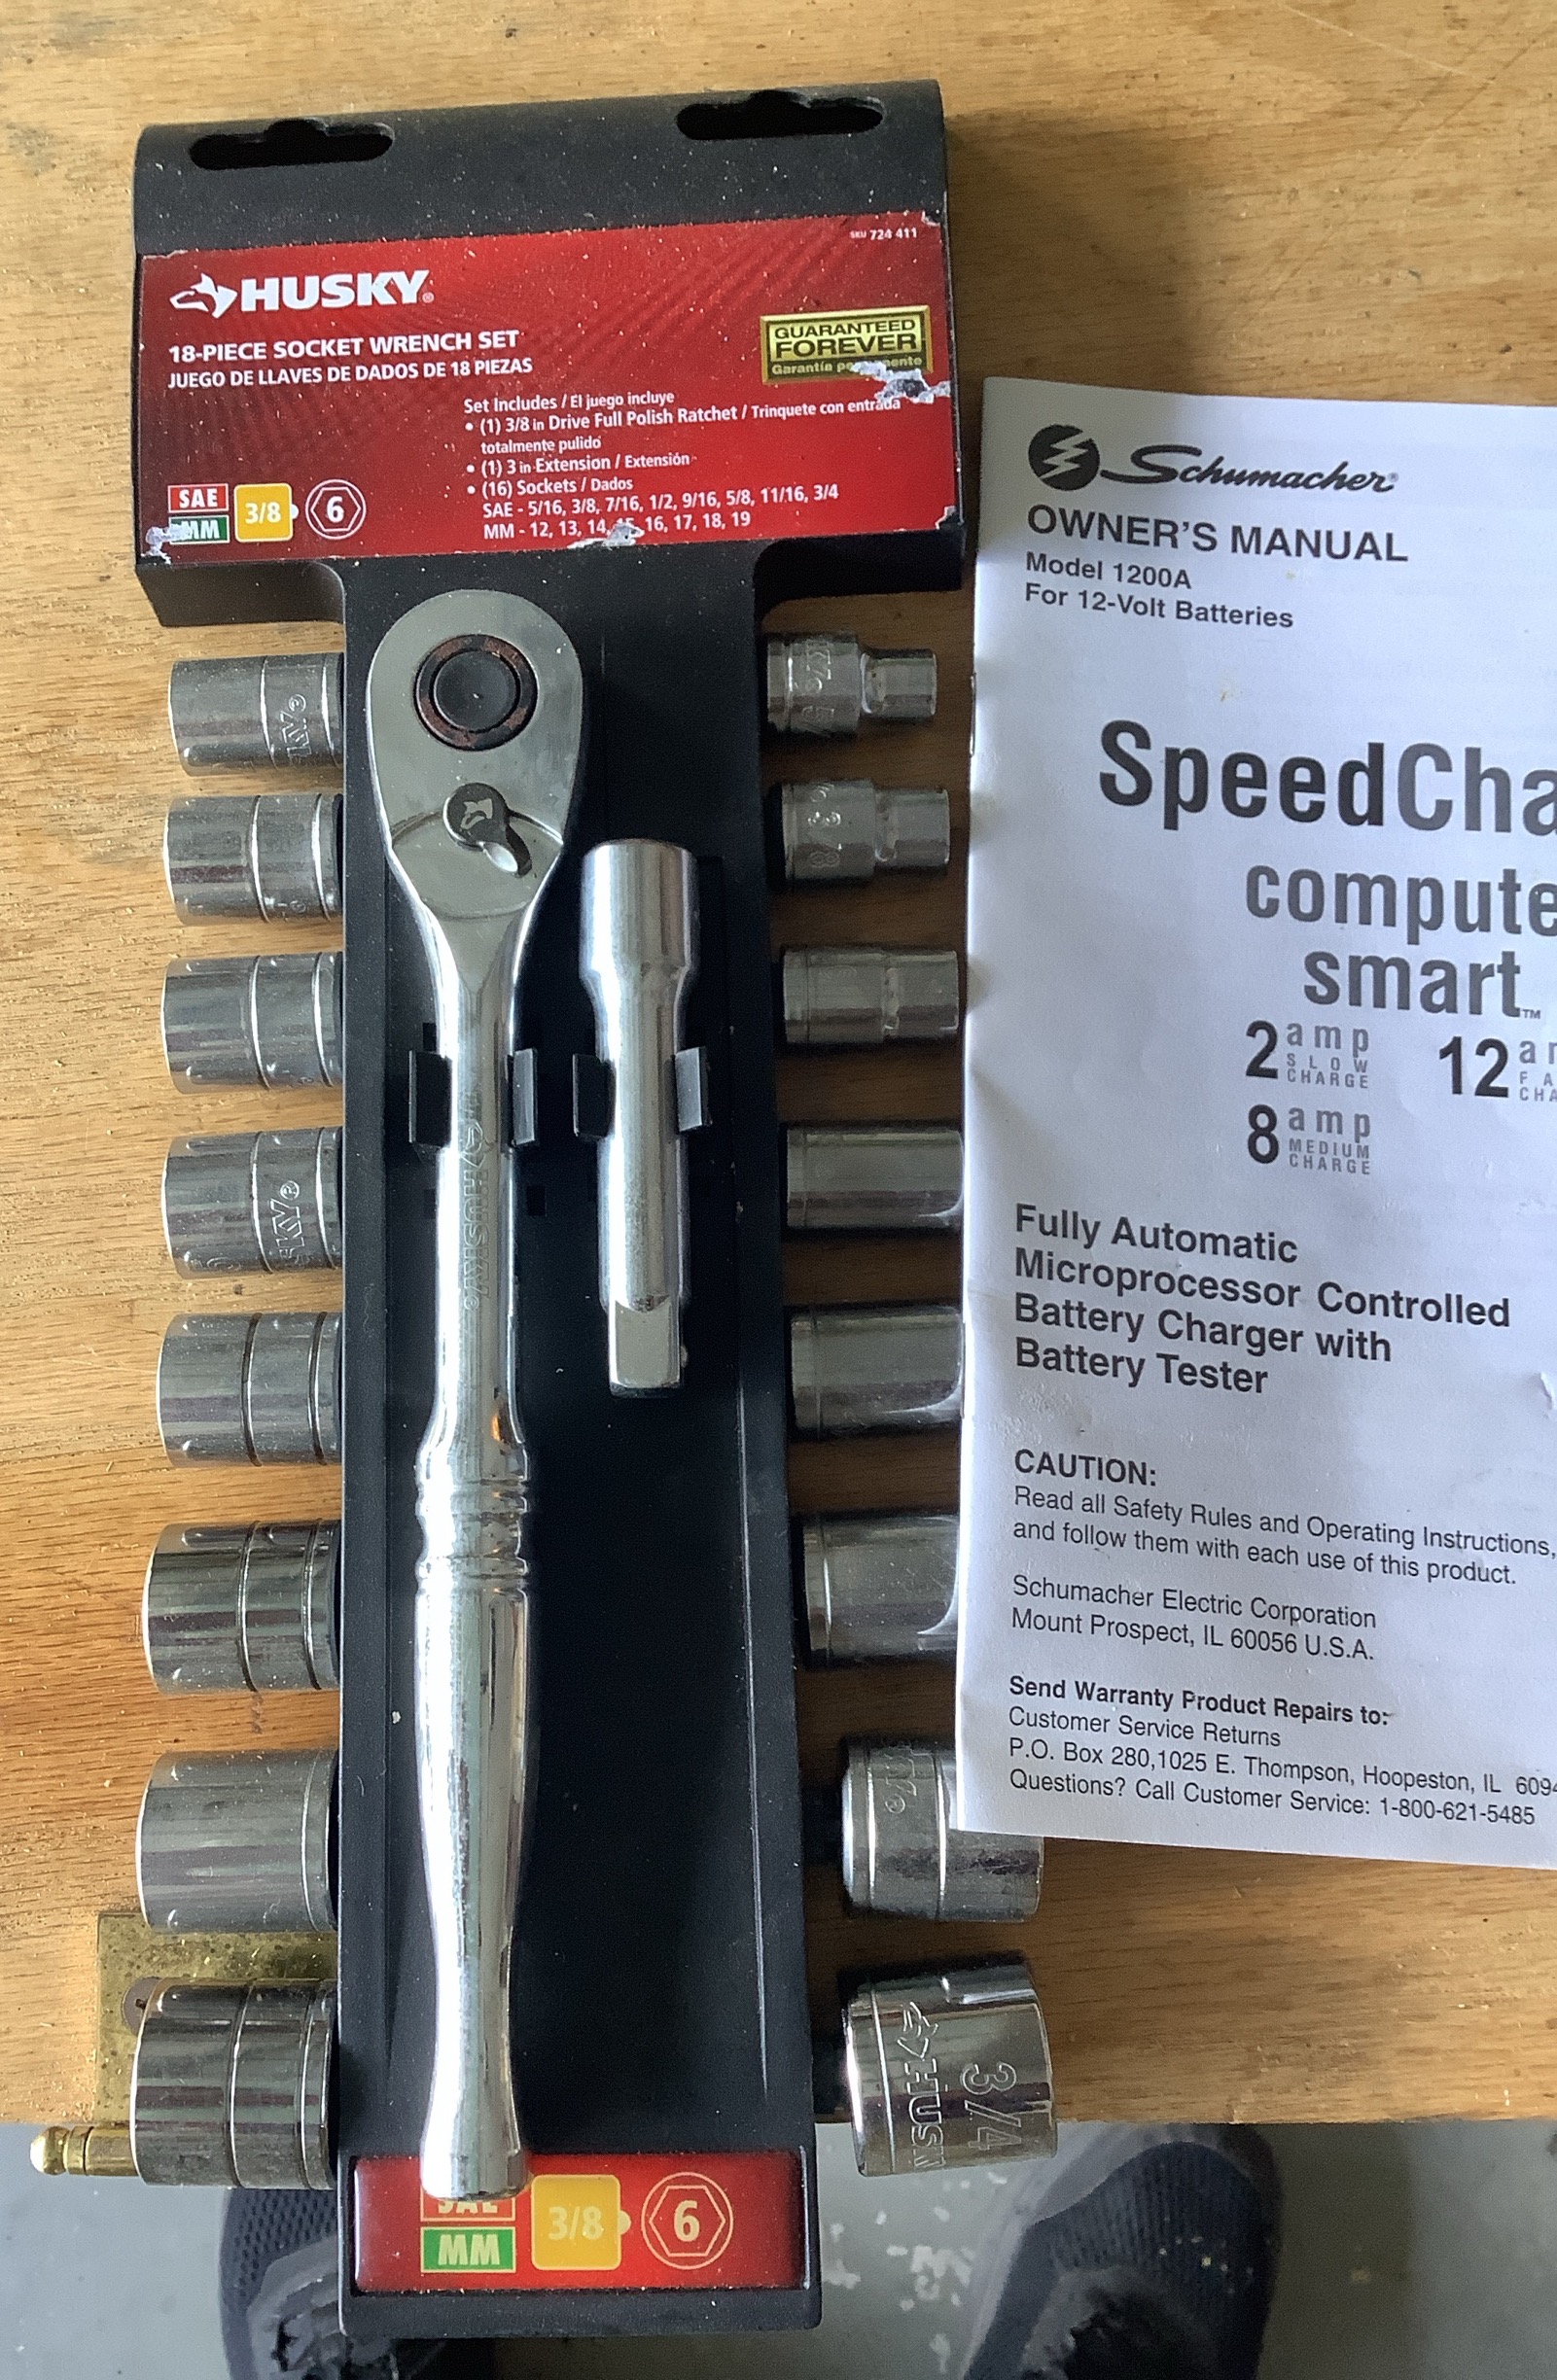 SKU 724 411
HUSKY®
18-PIECE SOCKET WRENCH SET
JUEGO DE LLAVES DE DADOS DE 18 PIEZAS
GUARANTEED
FOREVER
Garantía
Set Includes / El juego incluye
• (1) 3/8 in Drive Full Polish Ratchet / Trinquete con entrada
totalmente pulido
• (1) 3 in Extension / Extensión
• (16) Sockets / Dados
SAE - 5/16, 3/8, 7/16, 1/2, 9/16, 5/8, 11/16, 3/4
MM - 12, 13, 14, 15, 16, 17, 18, 19
SAE
MM
3/8
6
3/8
HUSKY®
3/4
SAE
MM
3/8
6
Schumacher®
OWNER'S MANUAL
Model 1200A
For 12-Volt Batteries
SpeedCha
compute
smart™
2 amp
SLOW
CHARGE
12
8 amp
MEDIUM
CHARGE
Fully Automatic
Microprocessor Controlled
Battery Charger with
Battery Tester
CAUTION:
Read all Safety Rules and Operating Instructions,
and follow them with each use of this product.
Schumacher Electric Corporation
Mount Prospect, IL 60056 U.S.A.
Send Warranty Product Repairs to:
Customer Service Returns
P.O. Box 280,1025 E. Thompson, Hoopeston, IL 6094
Questions? Call Customer Service: 1-800-621-5485